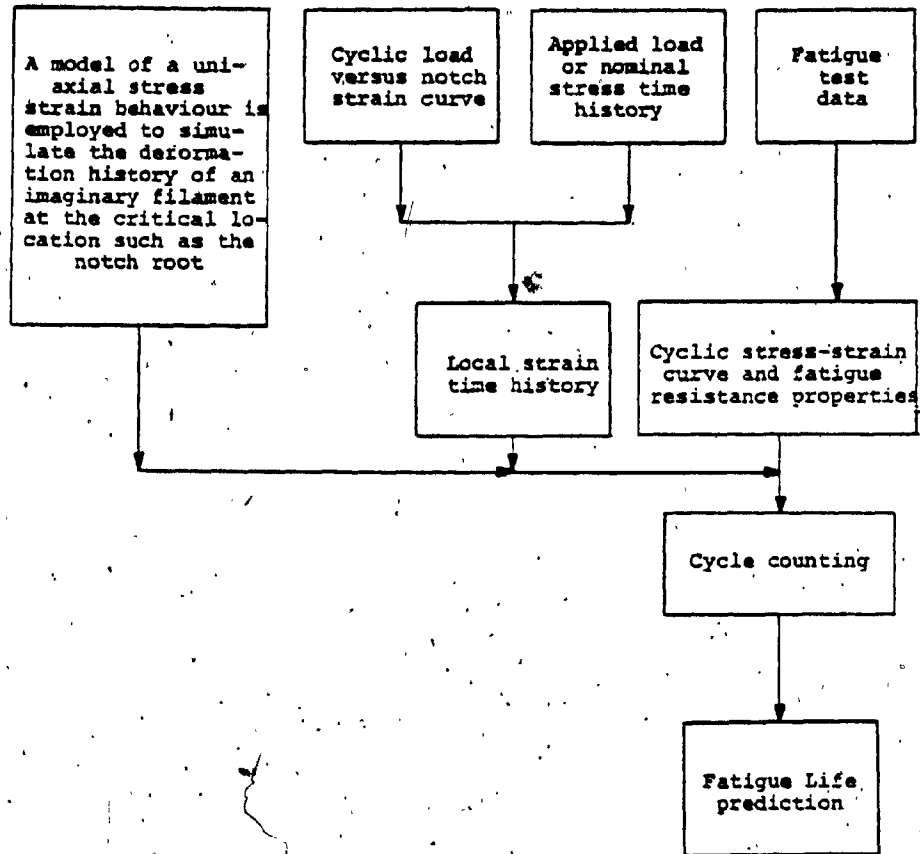 A model of a uni-
axial stress
strain behaviour is
employed to simu-
late the deforma-
tion history of an
imaginary filament
at the critical lo-
cation such as the
notch root
Cyclic load
versus notch
strain curve
Applied load
or nominal
stress time
history
Fatigue
test
data
Local strain
time history
Cyclic stress-strain
curve and fatigue
resistance properties
Cycle counting
Fatigue Life
prediction